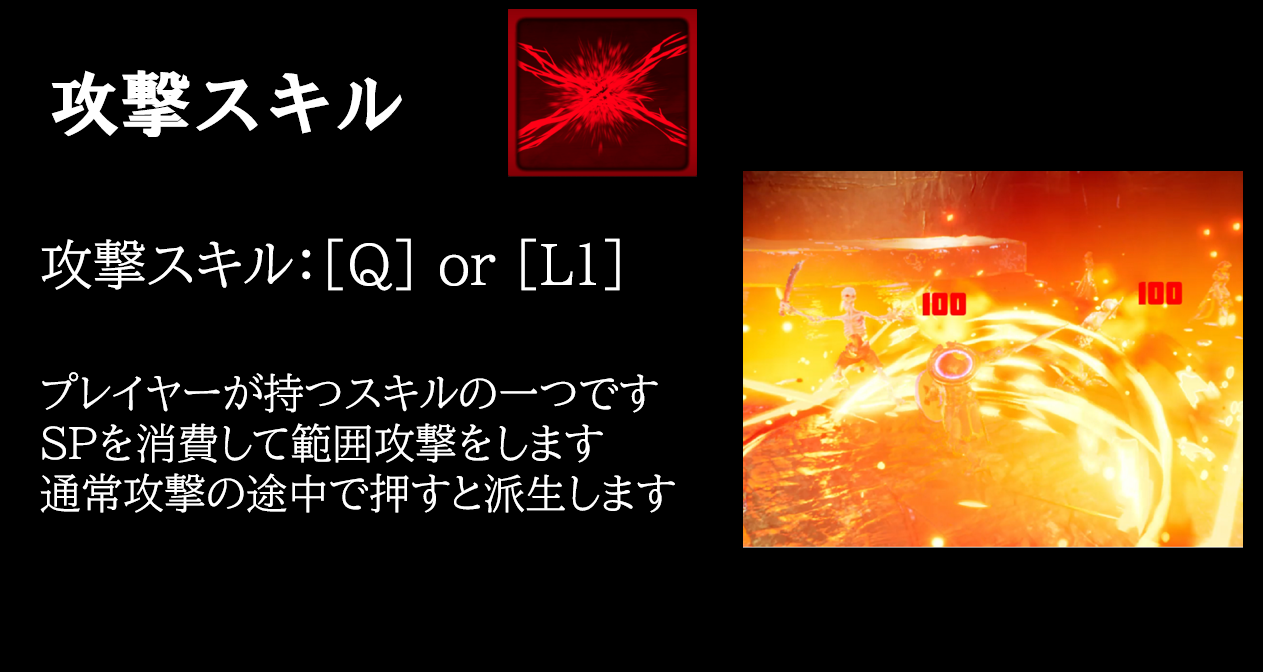 攻撃スキル
攻撃スキル：[Q] or [L1]
プレイヤーが持つスキルの一つです
SPを消費して範囲攻撃をします
通常攻撃の途中で押すと派生します
100
100